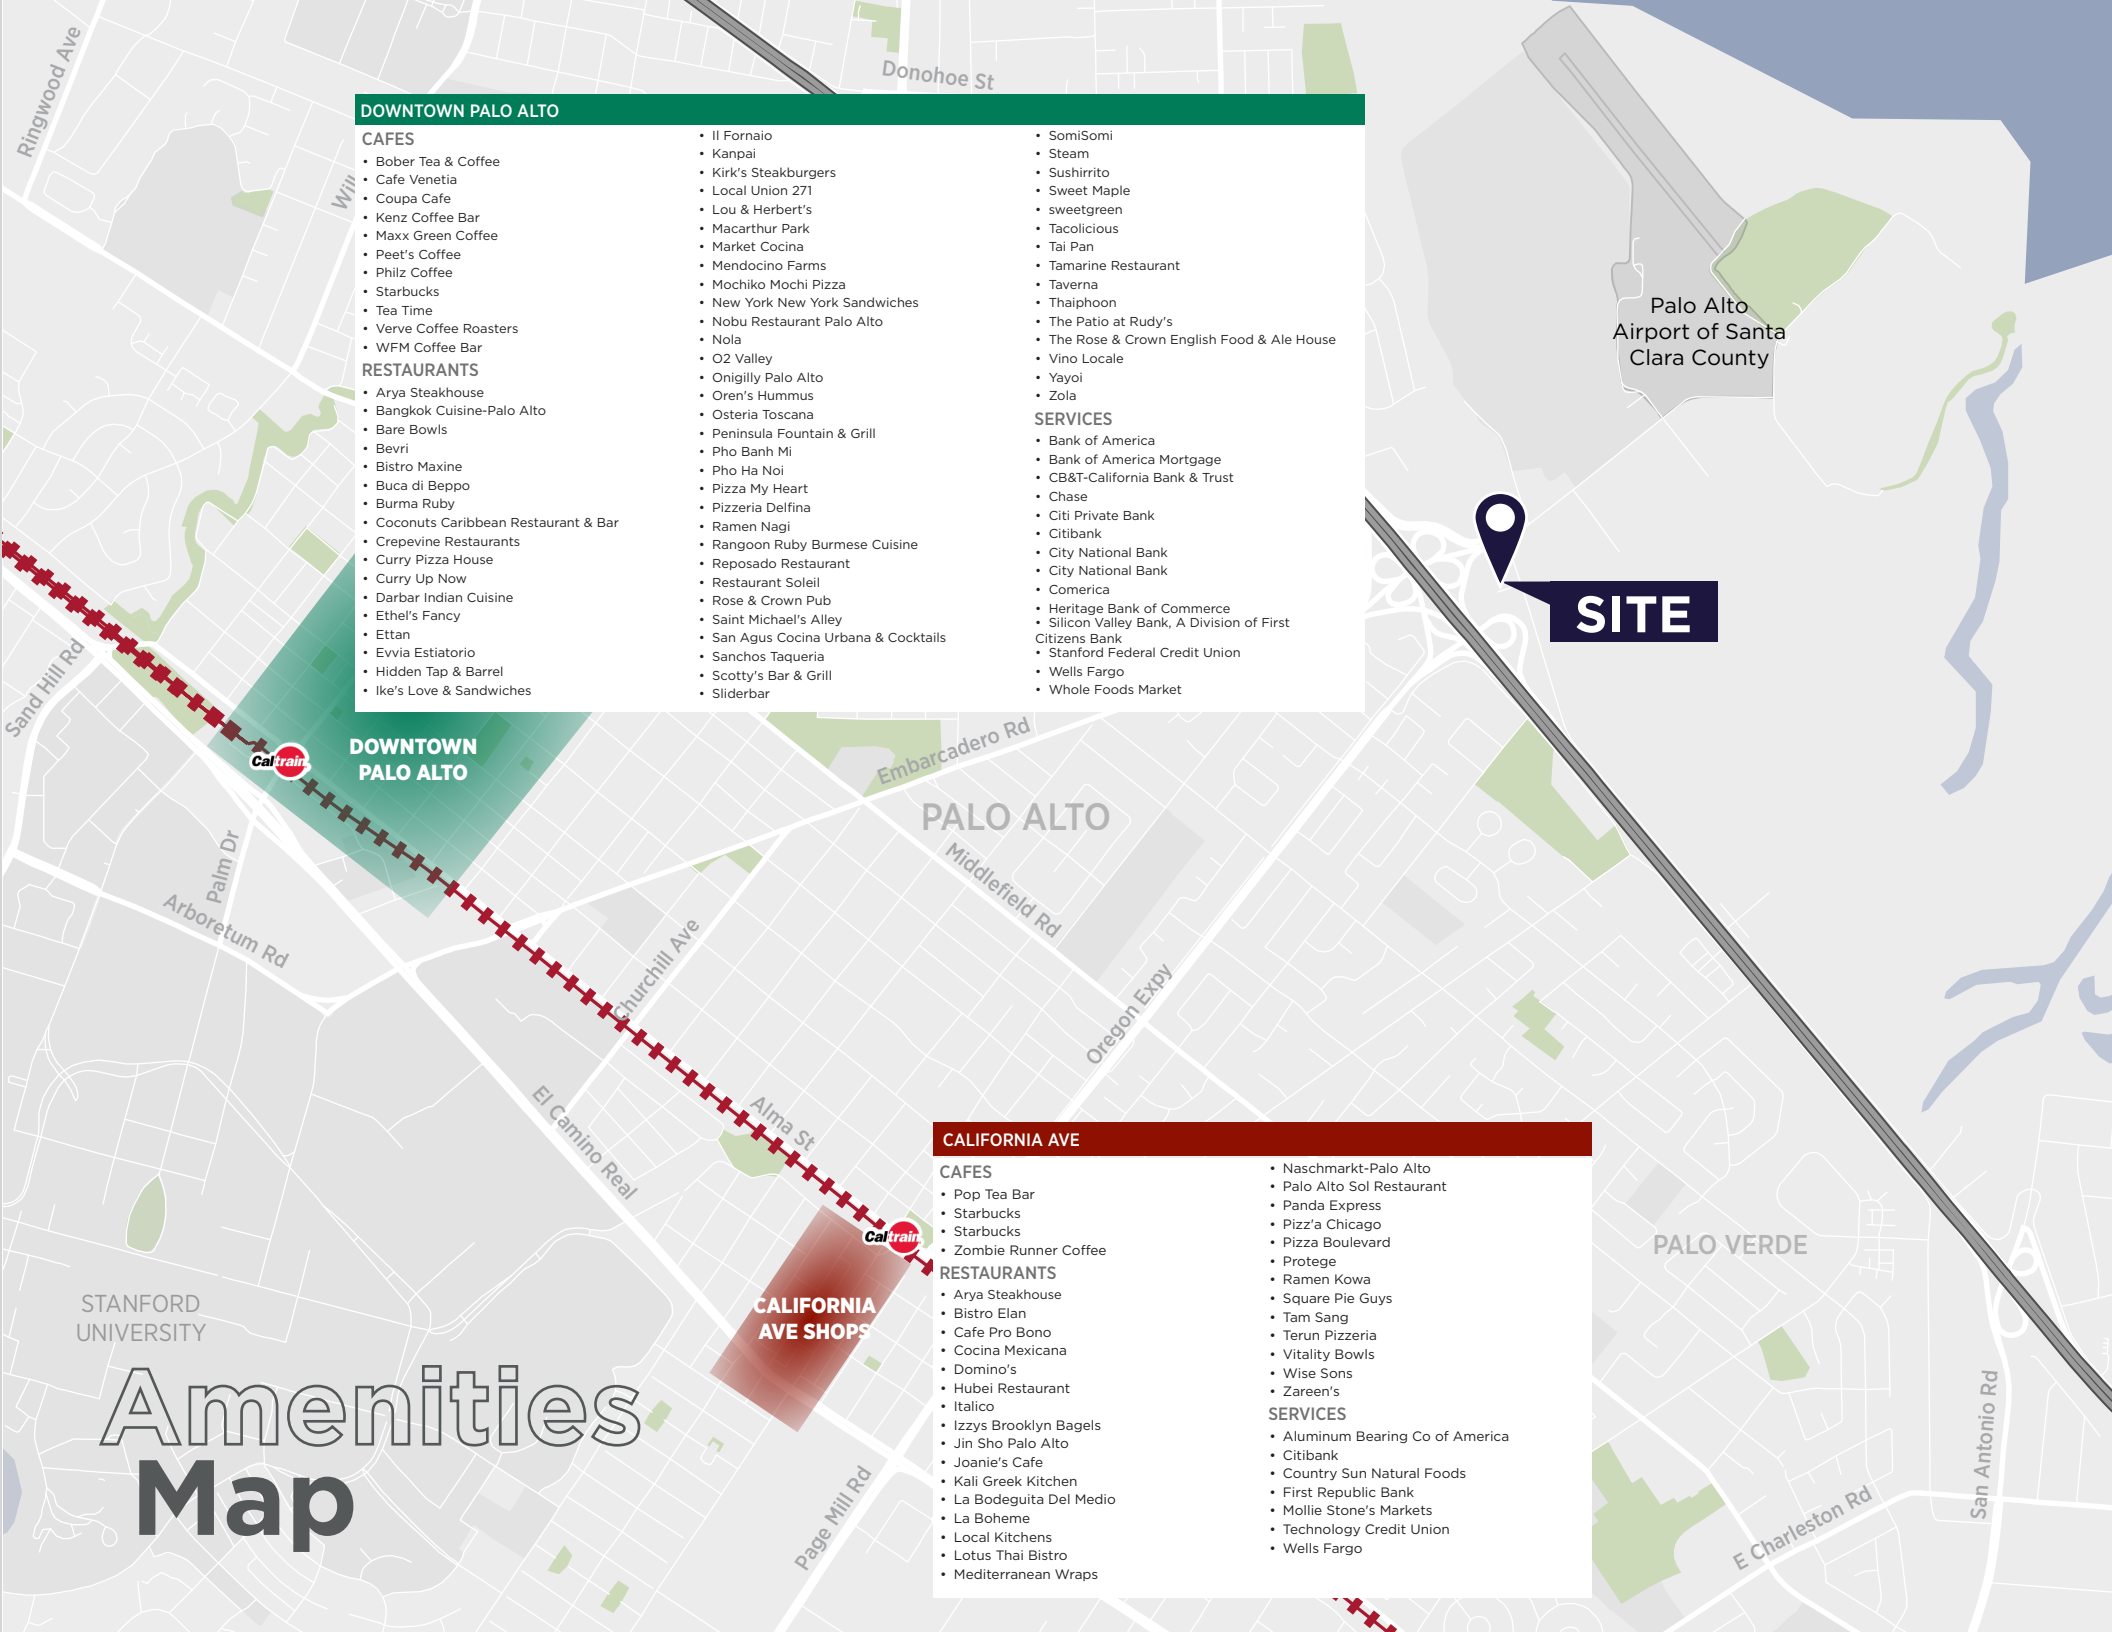 Ringwood Ave
Donohoe St
Will
DOWNTOWN PALO ALTO
CAFES
• Bober Tea & Coffee
• Cafe Venetia
• Coupa Cafe
• Kenz Coffee Bar
• Maxx Green Coffee
• Peet's Coffee
• Philz Coffee
• Starbucks
• Tea Time
• Verve Coffee Roasters
• WFM Coffee Bar
RESTAURANTS
• Arya Steakhouse
• Bangkok Cuisine-Palo Alto
• Bare Bowls
• Bevri
• Bistro Maxine
• Buca di Beppo
• Burma Ruby
• Coconuts Caribbean Restaurant & Bar
• Crepevine Restaurants
• Curry Pizza House
• Curry Up Now
• Darbar Indian Cuisine
• Ethel's Fancy
• Ettan
• Evvia Estiatorio
• Hidden Tap & Barrel
• Ike's Love & Sandwiches
• Il Fornaio
• Kanpai
• Kirk's Steakburgers
• Local Union 271
• Lou & Herbert's
• Macarthur Park
• Market Cocina
• Mendocino Farms
• Mochiko Mochi Pizza
• New York New York Sandwiches
• Nobu Restaurant Palo Alto
• Nola
• O2 Valley
• Onigilly Palo Alto
• Oren's Hummus
• Osteria Toscana
• Peninsula Fountain & Grill
• Pho Banh Mi
• Pho Ha Noi
• Pizza My Heart
• Pizzeria Delfina
• Ramen Nagi
• Rangoon Ruby Burmese Cuisine
• Reposado Restaurant
• Restaurant Soleil
• Rose & Crown Pub
• Saint Michael's Alley
• San Agus Cocina Urbana & Cocktails
• Sanchos Taqueria
• Scotty's Bar & Grill
• Sliderbar
• SomiSomi
• Steam
• Sushirrito
• Sweet Maple
• sweetgreen
• Tacolicious
• Tai Pan
• Tamarine Restaurant
• Taverna
• Thaiphoon
• The Patio at Rudy's
• The Rose & Crown English Food & Ale House
• Vino Locale
• Yayoi
• Zola
SERVICES
• Bank of America
• Bank of America Mortgage
• CB&T-California Bank & Trust
• Chase
• Citi Private Bank
• Citibank
• City National Bank
• City National Bank
• Comerica
• Heritage Bank of Commerce
• Silicon Valley Bank, A Division of First
Citizens Bank
• Stanford Federal Credit Union
• Wells Fargo
• Whole Foods Market
Palo Alto
Airport of Santa
Clara County
SITE
Sand Hill Rd
Caltrain
DOWNTOWN
PALO ALTO
Embarcadero Rd
PALO ALTO
Middlefield Rd
Palm Dr
Arboretum Rd
Churchill Ave
Oregon Expy
El Camino Real
Alma St
Caltrain
CALIFORNIA
AVE SHOPS
CALIFORNIA AVE
CAFES
• Pop Tea Bar
• Starbucks
• Starbucks
• Zombie Runner Coffee
RESTAURANTS
• Arya Steakhouse
• Bistro Elan
• Cafe Pro Bono
• Cocina Mexicana
• Domino's
• Hubei Restaurant
• Italico
• Izzys Brooklyn Bagels
• Jin Sho Palo Alto
• Joanie's Cafe
• Kali Greek Kitchen
• La Bodeguita Del Medio
• La Boheme
• Local Kitchens
• Lotus Thai Bistro
• Mediterranean Wraps
• Naschmarkt-Palo Alto
• Palo Alto Sol Restaurant
• Panda Express
• Pizz'a Chicago
• Pizza Boulevard
• Protege
• Ramen Kowa
• Square Pie Guys
• Tam Sang
• Terun Pizzeria
• Vitality Bowls
• Wise Sons
• Zareen's
SERVICES
• Aluminum Bearing Co of America
• Citibank
• Country Sun Natural Foods
• First Republic Bank
• Mollie Stone's Markets
• Technology Credit Union
• Wells Fargo
PALO VERDE
STANFORD
UNIVERSITY
Amenities
Map
Page Mill Rd
E Charleston Rd
San Antonio Rd